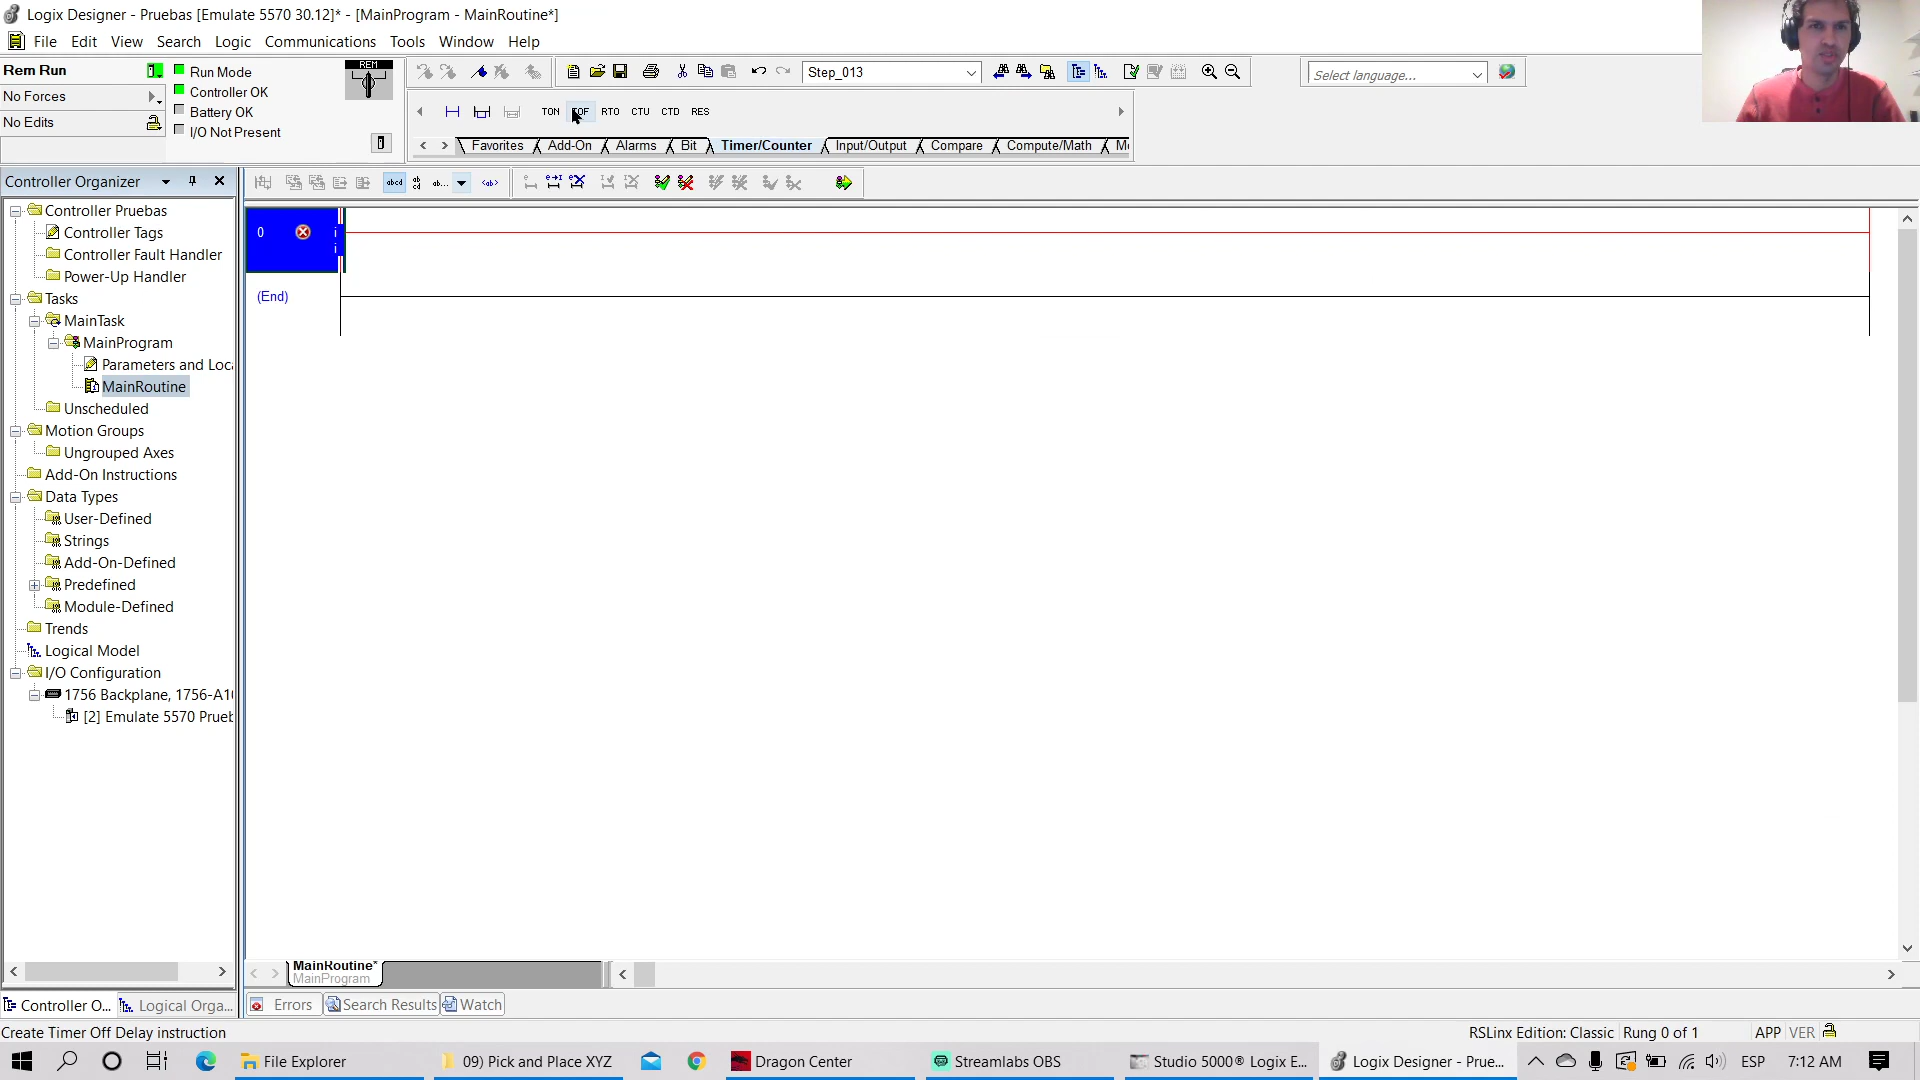 Logix Designer - Pruebas [Emulate 5570 30.12]* - [MainProgram - MainRoutine*]
File Edit View Search Logic Communications Tools Window Help
Rem Run
No Forces
No Edits
Run Mode
Controller OK
Battery OK
I/O Not Present
REM
Step_013
Select language...
TON TOF RTO CTU CTD RES
Favorites Add-On Alarms Bit Timer/Counter Input/Output Compare Compute/Math
Controller Organizer
Controller Pruebas
Controller Tags
Controller Fault Handler
Power-Up Handler
Tasks
MainTask
MainProgram
Parameters and Loca
MainRoutine
Unscheduled
Motion Groups
Ungrouped Axes
Add-On Instructions
Data Types
User-Defined
Strings
Add-On-Defined
Predefined
Module-Defined
Trends
Logical Model
I/O Configuration
1756 Backplane, 1756-A1
[2] Emulate 5570 Prueb
Controller O... Logical Orga...
abcd ab cd ab... <ab>
0 i
i
(End)
MainRoutine*
MainProgram
Errors Search Results Watch
Create Timer Off Delay instruction
RSLinx Edition: Classic Rung 0 of 1 APP VER
File Explorer 09) Pick and Place XYZ Dragon Center Streamlabs OBS Studio 5000® Logix E... Logix Designer - Prue... ESP 7:12 AM